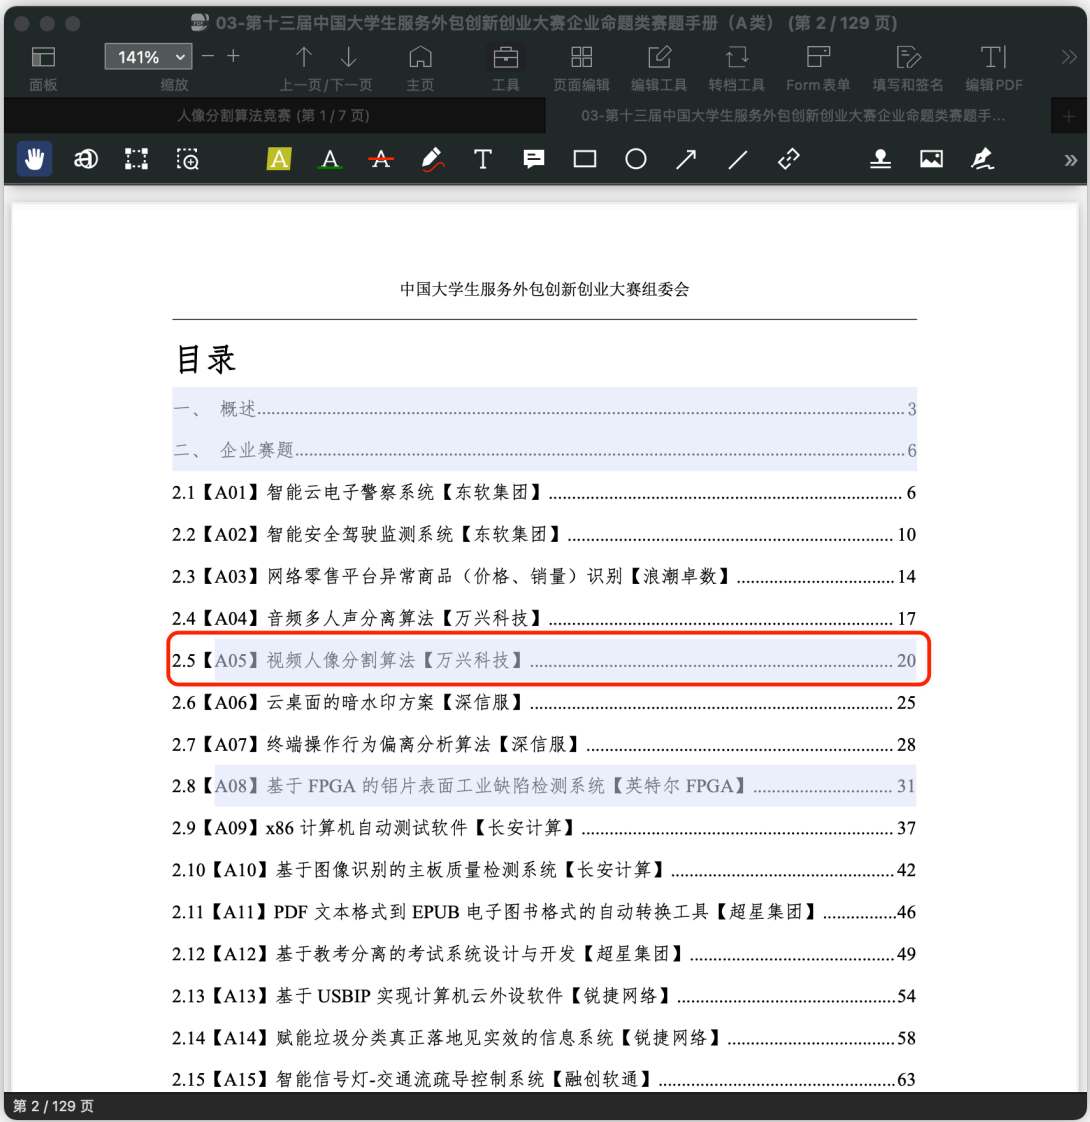 03-第十三届中国大学生服务外包创新创业大赛企业命题类赛题手册（A类） (第 2 / 129 页)
141%
面板 缩放 上一页/下一页 主页 工具 页面编辑 编辑工具 转档工具 Form 表单 填写和签名 编辑PDF
人像分割算法竞赛 (第 1 / 7 页) 03-第十三届中国大学生服务外包创新创业大赛企业命题类赛题手...
中国大学生服务外包创新创业大赛组委会
目录
一、 概述 3
二、 企业赛题 6
2.1【A01】智能云电子警察系统【东软集团】 6
2.2【A02】智能安全驾驶监测系统【东软集团】 10
2.3【A03】网络零售平台异常商品（价格、销量）识别【浪潮卓数】 14
2.4【A04】音频多人声分离算法【万兴科技】 17
2.5【A05】视频人像分割算法【万兴科技】 20
2.6【A06】云桌面的暗水印方案【深信服】 25
2.7【A07】终端操作行为偏离分析算法【深信服】 28
2.8【A08】基于 FPGA 的铝片表面工业缺陷检测系统【英特尔 FPGA】 31
2.9【A09】x86 计算机自动测试软件【长安计算】 37
2.10【A10】基于图像识别的主板质量检测系统【长安计算】 42
2.11【A11】PDF 文本格式到 EPUB 电子图书格式的自动转换工具【超星集团】 46
2.12【A12】基于教考分离的考试系统设计与开发【超星集团】 49
2.13【A13】基于 USBIP 实现计算机云外设软件【锐捷网络】 54
2.14【A14】赋能垃圾分类真正落地见实效的信息系统【锐捷网络】 58
2.15【A15】智能信号灯-交通流疏导控制系统【融创软通】 63
第 2 / 129 页